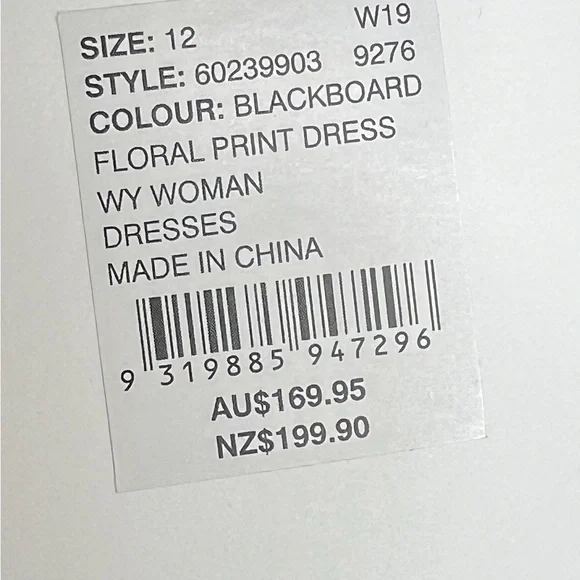 SIZE: 12 W19
STYLE: 60239903 9276
COLOUR: BLACKBOARD
FLORAL PRINT DRESS
WY WOMAN
DRESSES
MADE IN CHINA
9 319885 947296
AU$169.95
NZ$199.90